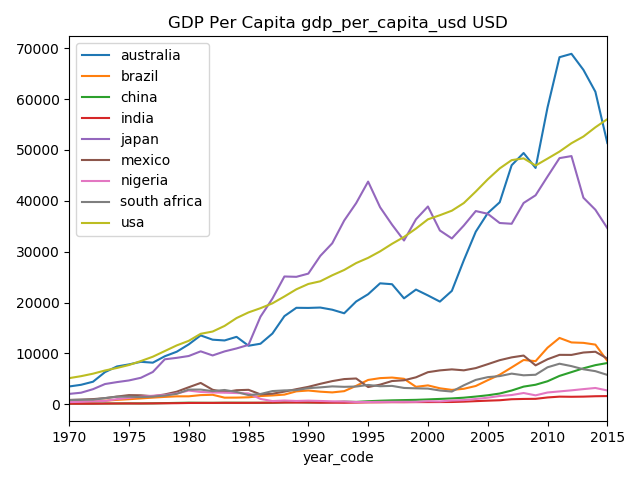 GDP Per Capita gdp_per_capita_usd USD
70000
60000
50000
40000
30000
20000
10000
0
australia
brazil
china
india
japan
mexico
nigeria
south africa
usa
1970
1975
1980
1985
1990
1995
2000
2005
2010
2015
year_code